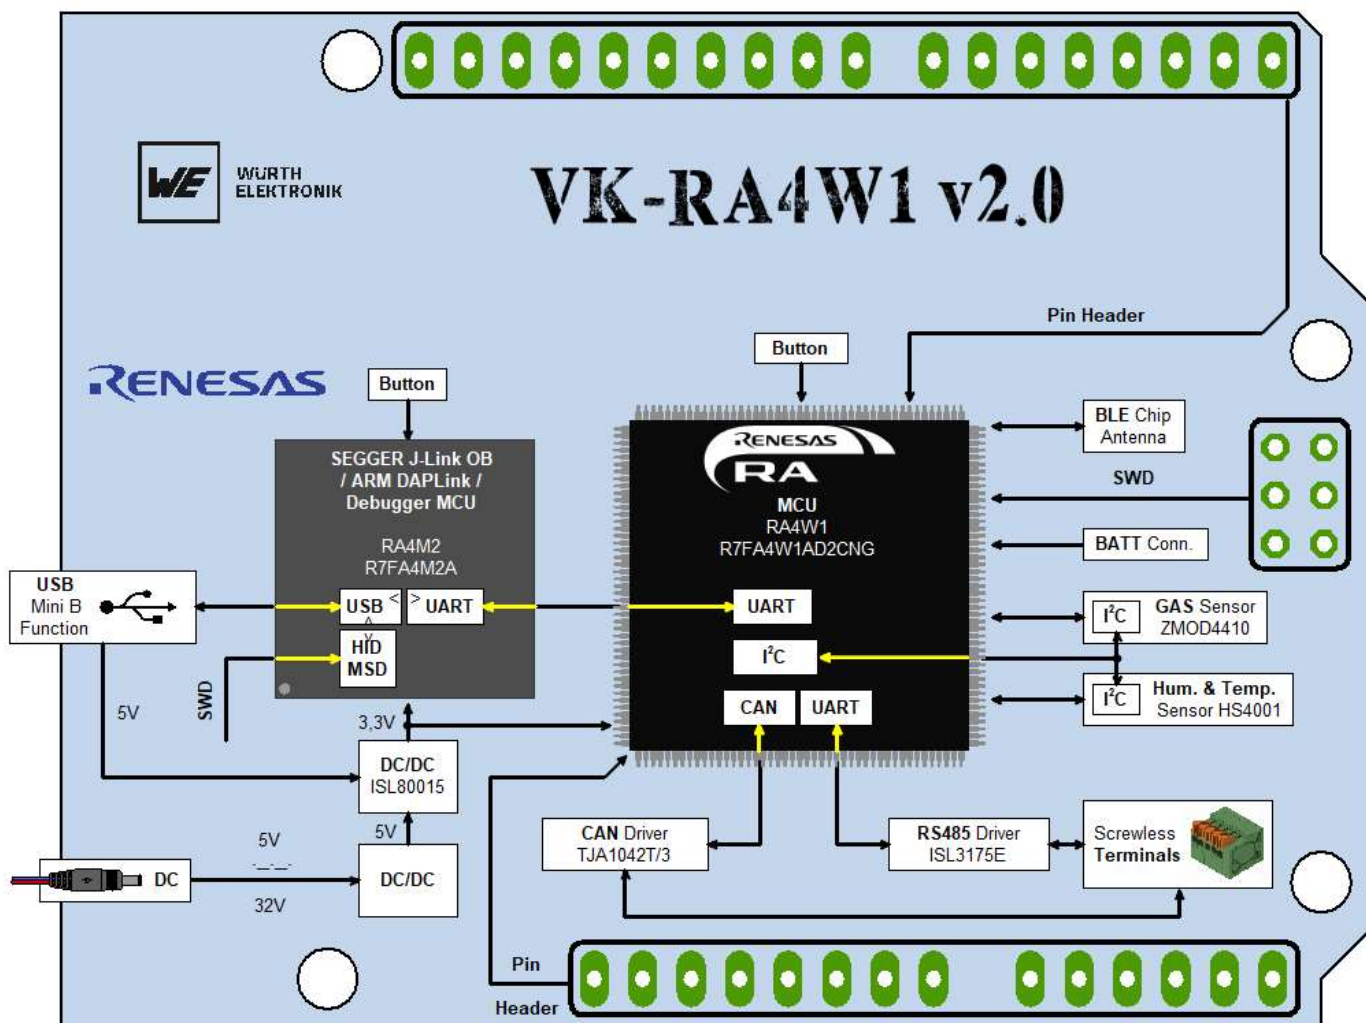 WE
WÜRTH
ELEKTRONIK
VK-RA4W1 v2.0
Pin Header
Button
RENESAS
Button
BLE Chip
Antenna
RENESAS
RA
SEGGER J-Link OB
/ ARM DAPLink /
Debugger MCU
SWD
MCU
RA4W1
R7FA4W1AD2CNG
RA4M2
R7FA4M2A
BATT Conn.
USB
Mini B
Function
USB < > UART
< >
HID
MSD
UART
I²C
I²C
GAS Sensor
ZMOD4410
SWD
I²C
Hum. & Temp.
Sensor HS4001
5V
3,3V
CAN
UART
DC/DC
ISL80015
5V
5V
CAN Driver
TJA1042T/3
RS485 Driver
ISL3175E
Screwless
Terminals
DC
DC/DC
32V
Pin
Header